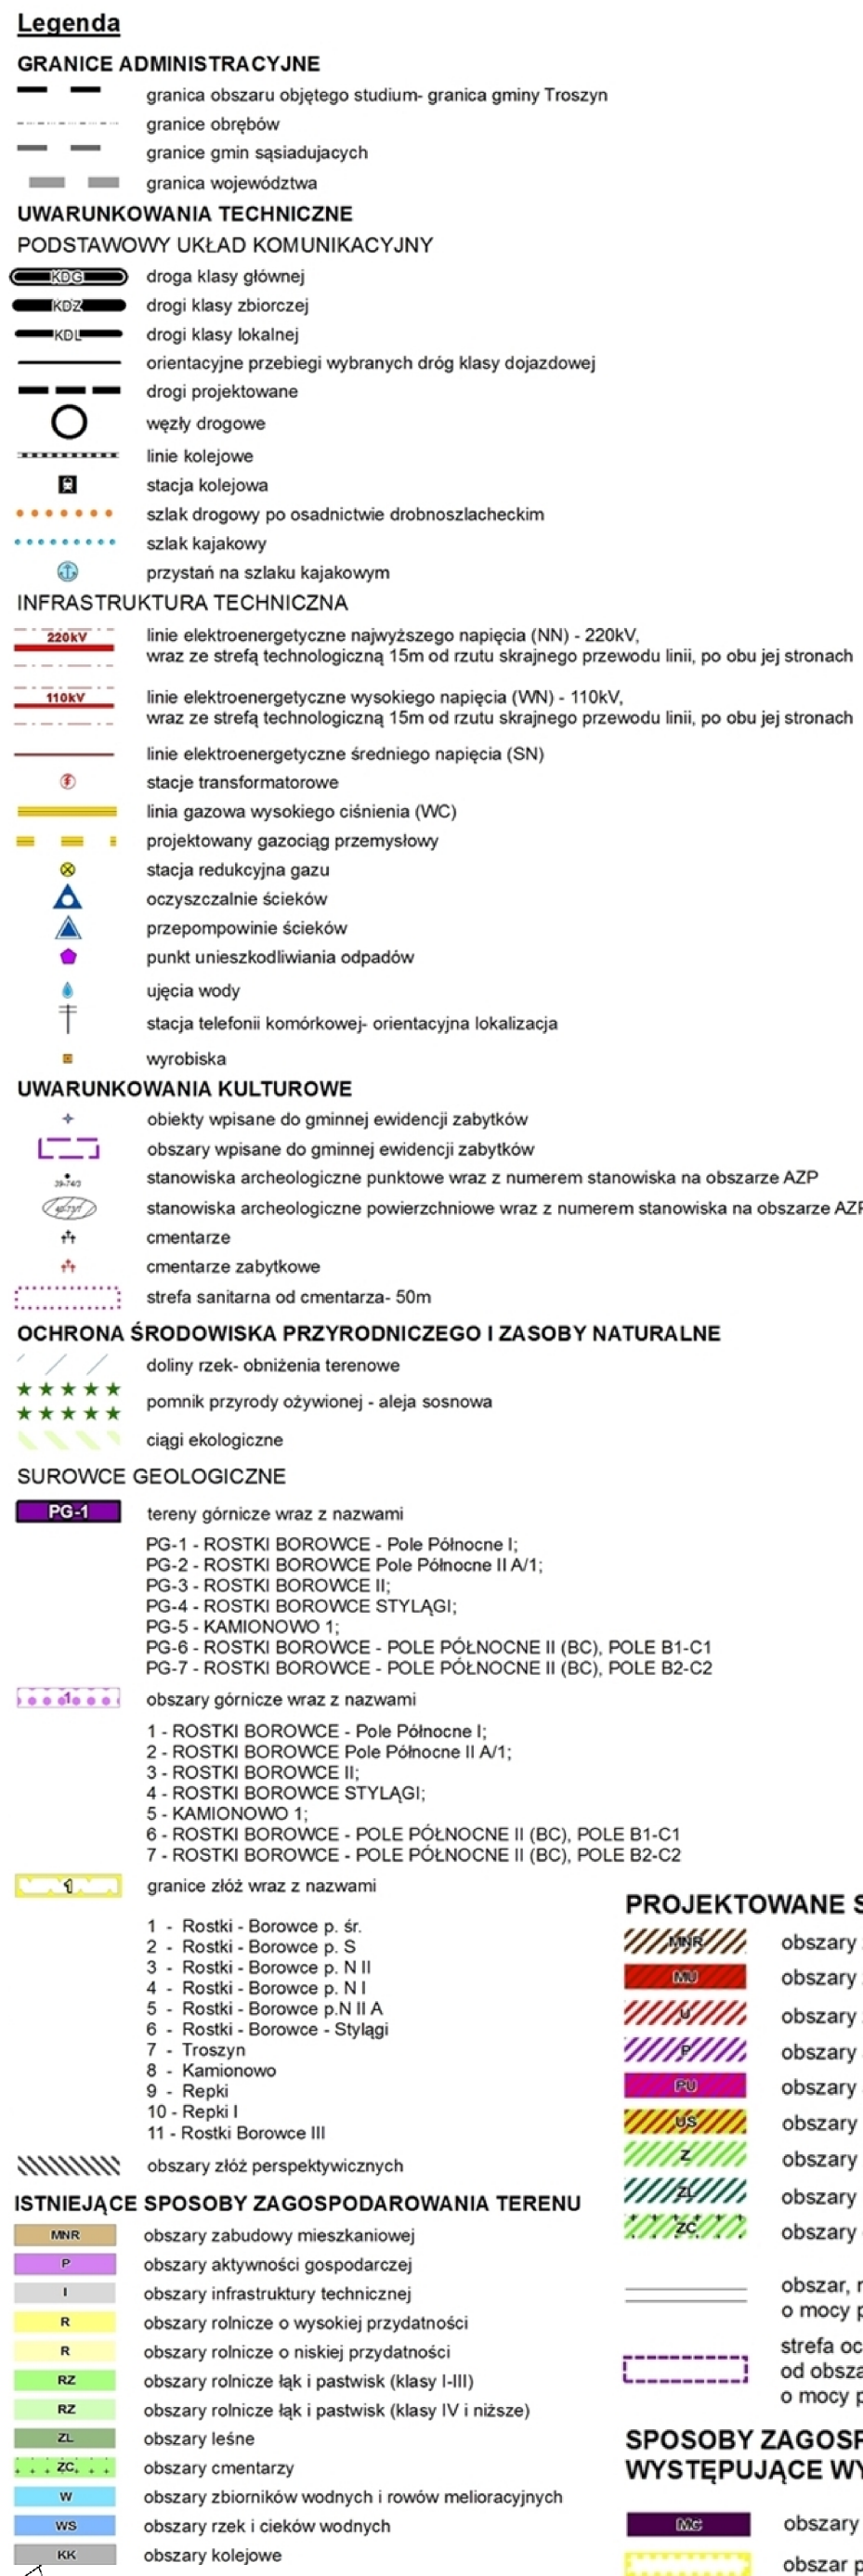 Legenda
GRANICE ADMINISTRACYJNE
granica obszaru objętego studium- granica gminy Troszyn
granice obrębów
granice gmin sąsiadujacych
granica województwa
UWARUNKOWANIA TECHNICZNE
PODSTAWOWY UKŁAD KOMUNIKACYJNY
KDG droga klasy głównej
KDZ drogi klasy zbiorczej
KDL drogi klasy lokalnej
orientacyjne przebiegi wybranych dróg klasy dojazdowej
drogi projektowane
węzły drogowe
linie kolejowe
stacja kolejowa
szlak drogowy po osadnictwie drobnoszlacheckim
szlak kajakowy
przystań na szlaku kajakowym
INFRASTRUKTURA TECHNICZNA
220kV linie elektroenergetyczne najwyższego napięcia (NN) - 220kV,
wraz ze strefą technologiczną 15m od rzutu skrajnego przewodu linii, po obu jej stronach
110kV linie elektroenergetyczne wysokiego napięcia (WN) - 110kV,
wraz ze strefą technologiczną 15m od rzutu skrajnego przewodu linii, po obu jej stronach
linie elektroenergetyczne średniego napięcia (SN)
stacje transformatorowe
linia gazowa wysokiego ciśnienia (WC)
projektowany gazociąg przemysłowy
stacja redukcyjna gazu
oczyszczalnie ścieków
przepompowinie ścieków
punkt unieszkodliwiania odpadów
ujęcia wody
stacja telefonii komórkowej- orientacyjna lokalizacja
wyrobiska
UWARUNKOWANIA KULTUROWE
obiekty wpisane do gminnej ewidencji zabytków
obszary wpisane do gminnej ewidencji zabytków
39-74/3 stanowiska archeologiczne punktowe wraz z numerem stanowiska na obszarze AZP
stanowiska archeologiczne powierzchniowe wraz z numerem stanowiska na obszarze AZP
cmentarze
cmentarze zabytkowe
strefa sanitarna od cmentarza- 50m
OCHRONA ŚRODOWISKA PRZYRODNICZEGO I ZASOBY NATURALNE
doliny rzek- obniżenia terenowe
pomnik przyrody ożywionej - aleja sosnowa
ciągi ekologiczne
SUROWCE GEOLOGICZNE
PG-1 tereny górnicze wraz z nazwami
PG-1 - ROSTKI BOROWCE - Pole Północne I;
PG-2 - ROSTKI BOROWCE Pole Północne II A/1;
PG-3 - ROSTKI BOROWCE II;
PG-4 - ROSTKI BOROWCE STYLĄGI;
PG-5 - KAMIONOWO 1;
PG-6 - ROSTKI BOROWCE - POLE PÓŁNOCNE II (BC), POLE B1-C1
PG-7 - ROSTKI BOROWCE - POLE PÓŁNOCNE II (BC), POLE B2-C2
1 obszary górnicze wraz z nazwami
1 - ROSTKI BOROWCE - Pole Północne I;
2 - ROSTKI BOROWCE Pole Północne II A/1;
3 - ROSTKI BOROWCE II;
4 - ROSTKI BOROWCE STYLĄGI;
5 - KAMIONOWO 1;
6 - ROSTKI BOROWCE - POLE PÓŁNOCNE II (BC), POLE B1-C1
7 - ROSTKI BOROWCE - POLE PÓŁNOCNE II (BC), POLE B2-C2
1 granice złóż wraz z nazwami
1 - Rostki - Borowce p. śr.
2 - Rostki - Borowce p. S
3 - Rostki - Borowce p. N II
4 - Rostki - Borowce p. N I
5 - Rostki - Borowce p.N II A
6 - Rostki - Borowce - Stylągi
7 - Troszyn
8 - Kamionowo
9 - Repki
10 - Repki I
11 - Rostki Borowce III
obszary złóż perspektywicznych
ISTNIEJĄCE SPOSOBY ZAGOSPODAROWANIA TERENU
MNR obszary zabudowy mieszkaniowej
P obszary aktywności gospodarczej
I obszary infrastruktury technicznej
R obszary rolnicze o wysokiej przydatności
R obszary rolnicze o niskiej przydatności
RZ obszary rolnicze łąk i pastwisk (klasy I-III)
RZ obszary rolnicze łąk i pastwisk (klasy IV i niższe)
ZL obszary leśne
ZC obszary cmentarzy
W obszary zbiorników wodnych i rowów melioracyjnych
WS obszary rzek i cieków wodnych
KK obszary kolejowe
PROJEKTOWANE S
MNR obszary
MU obszary
U obszary
P obszary
PU obszary
US obszary
Z obszary
ZL obszary
ZC obszary
obszar, r
o mocy p
strefa oc
od obsza
o mocy p
SPOSOBY ZAGOSP
WYSTĘPUJĄCE WY
MC obszary
obszar p